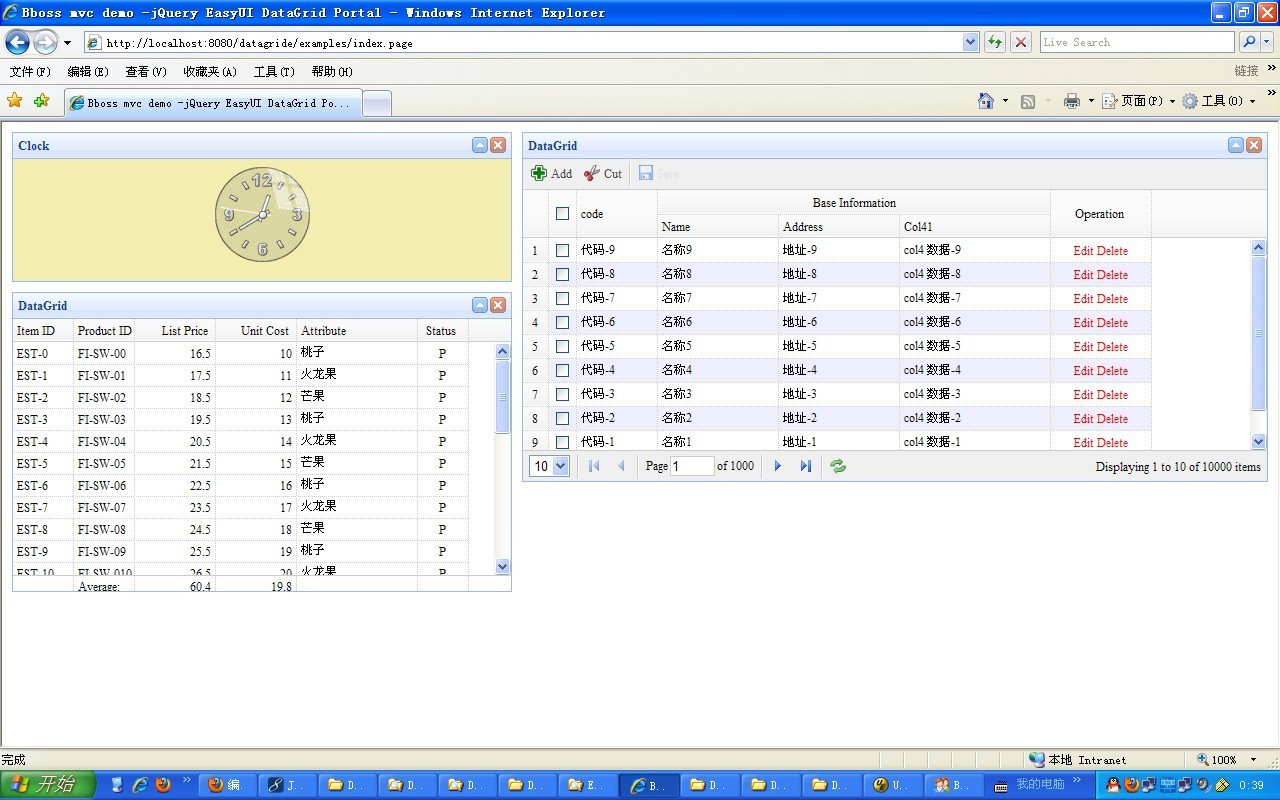 Bboss mvc demo -jQuery EasyUI DataGrid Portal - Windows Internet Explorer
http://localhost:8080/datagride/examples/index.page
Live Search
文件(F) 编辑(E) 查看(V) 收藏夹(A) 工具(T) 帮助(H) 链接 »
Bboss mvc demo -jQuery EasyUI DataGrid Po... 页面(P) 工具(O) »
Clock
12
9 3
6
DataGrid
Item ID Product ID List Price Unit Cost Attribute Status
EST-0 FI-SW-00 16.5 10 桃子 P
EST-1 FI-SW-01 17.5 11 火龙果 P
EST-2 FI-SW-02 18.5 12 芒果 P
EST-3 FI-SW-03 19.5 13 桃子 P
EST-4 FI-SW-04 20.5 14 火龙果 P
EST-5 FI-SW-05 21.5 15 芒果 P
EST-6 FI-SW-06 22.5 16 桃子 P
EST-7 FI-SW-07 23.5 17 火龙果 P
EST-8 FI-SW-08 24.5 18 芒果 P
EST-9 FI-SW-09 25.5 19 桃子 P
EST-10 FI-SW-010 26.5 20 火龙果 P
Average: 60.4 19.8
DataGrid
Add Cut Save
code Base Information Operation
Name Address Col41
1 代码-9 名称9 地址-9 col4 数据-9 Edit Delete
2 代码-8 名称8 地址-8 col4 数据-8 Edit Delete
3 代码-7 名称7 地址-7 col4 数据-7 Edit Delete
4 代码-6 名称6 地址-6 col4 数据-6 Edit Delete
5 代码-5 名称5 地址-5 col4 数据-5 Edit Delete
6 代码-4 名称4 地址-4 col4 数据-4 Edit Delete
7 代码-3 名称3 地址-3 col4 数据-3 Edit Delete
8 代码-2 名称2 地址-2 col4 数据-2 Edit Delete
9 代码-1 名称1 地址-1 col4 数据-1 Edit Delete
10 Page 1 of 1000 Displaying 1 to 10 of 10000 items
完成 本地 Intranet 100%
开始 » 编. J.. D.. D.. D.. D.. E.. B.. D.. D.. D.. U.. B.. 我的电脑 » 0:39